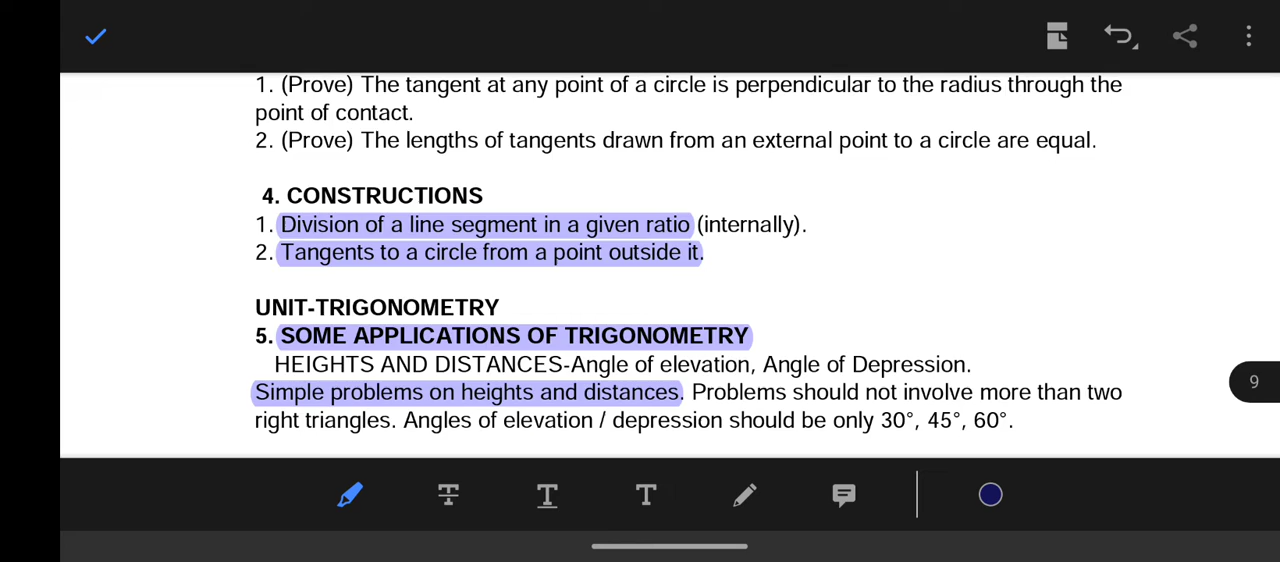 1. (Prove) The tangent at any point of a circle is perpendicular to the radius through the
point of contact.
2. (Prove) The lengths of tangents drawn from an external point to a circle are equal.
4. CONSTRUCTIONS
1. Division of a line segment in a given ratio (internally).
2. Tangents to a circle from a point outside it.
UNIT-TRIGONOMETRY
5. SOME APPLICATIONS OF TRIGONOMETRY
HEIGHTS AND DISTANCES-Angle of elevation, Angle of Depression.
Simple problems on heights and distances. Problems should not involve more than two
right triangles. Angles of elevation / depression should be only 30°, 45°, 60°.
9